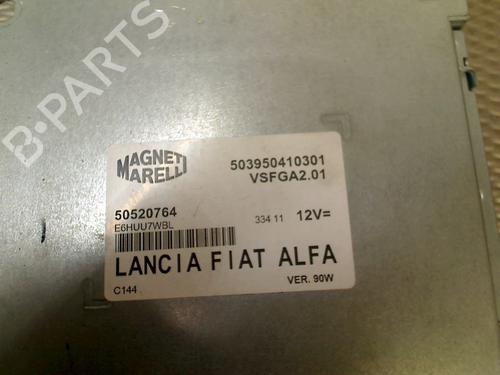 B-PARTS
MAGNETI
MARELLI
503950410301
VSFGA2.01
50520764
E6HUU7WBL
334 11
12V=
LANCIA FIAT ALFA
C144
VER. 90W